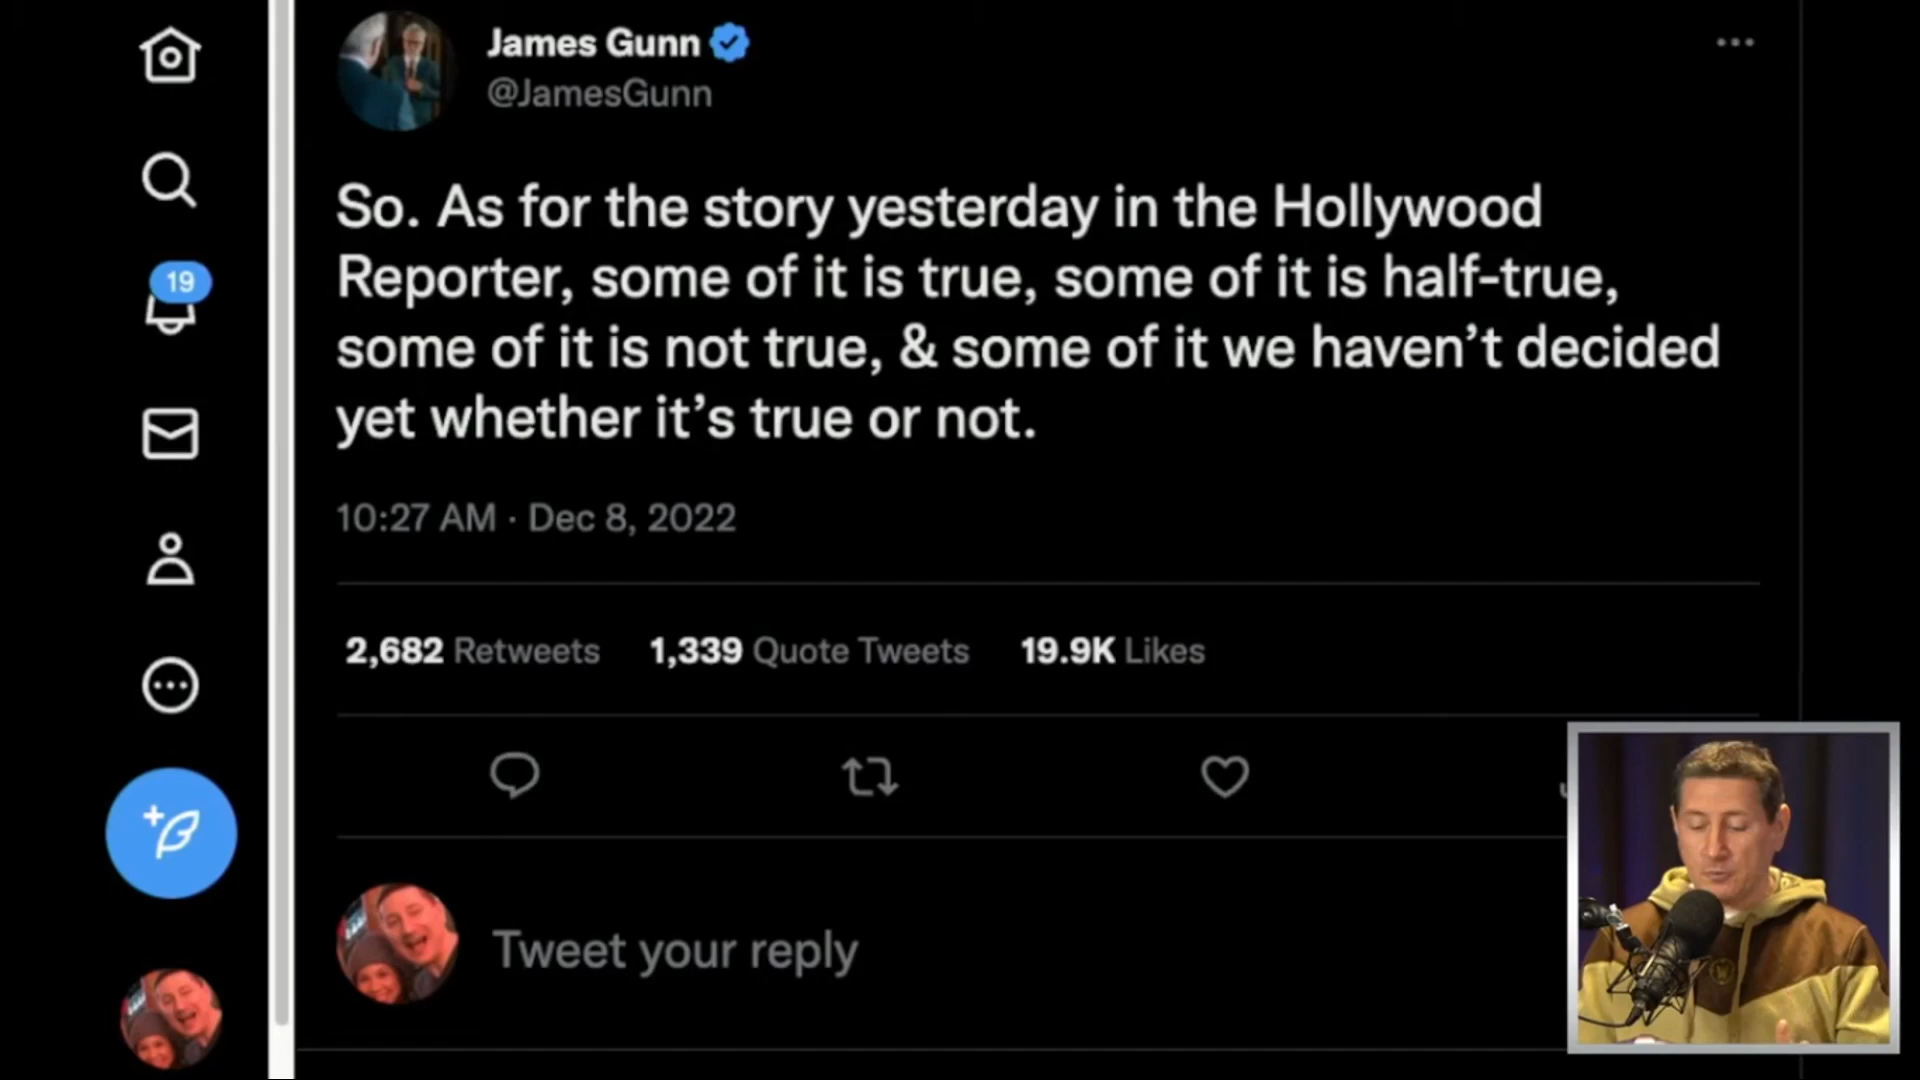 James Gunn
@JamesGunn
So. As for the story yesterday in the Hollywood
Reporter, some of it is true, some of it is half-true,
some of it is not true, & some of it we haven’t decided
yet whether it’s true or not.
10:27 AM · Dec 8, 2022
2,682 Retweets 1,339 Quote Tweets 19.9K Likes
Tweet your reply
19